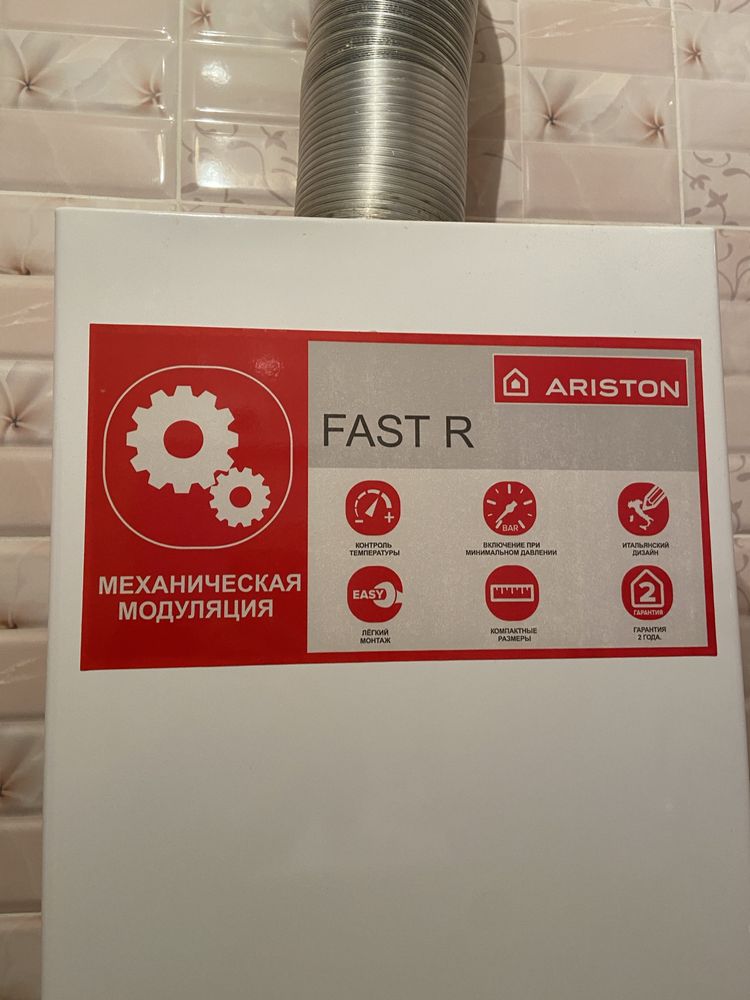 ARISTON
FAST R
МЕХАНИЧЕСКАЯ
МОДУЛЯЦИЯ
КОНТРОЛЬ
ТЕМПЕРАТУРЫ
BAR
ВКЛЮЧЕНИЕ ПРИ
МИНИМАЛЬНОМ ДАВЛЕНИИ
ИТАЛЬЯНСКИЙ
ДИЗАЙН
EASY
ЛЁГКИЙ
МОНТАЖ
КОМПАКТНЫЕ
РАЗМЕРЫ
2
ГАРАНТИЯ
ГАРАНТИЯ
2 ГОДА.